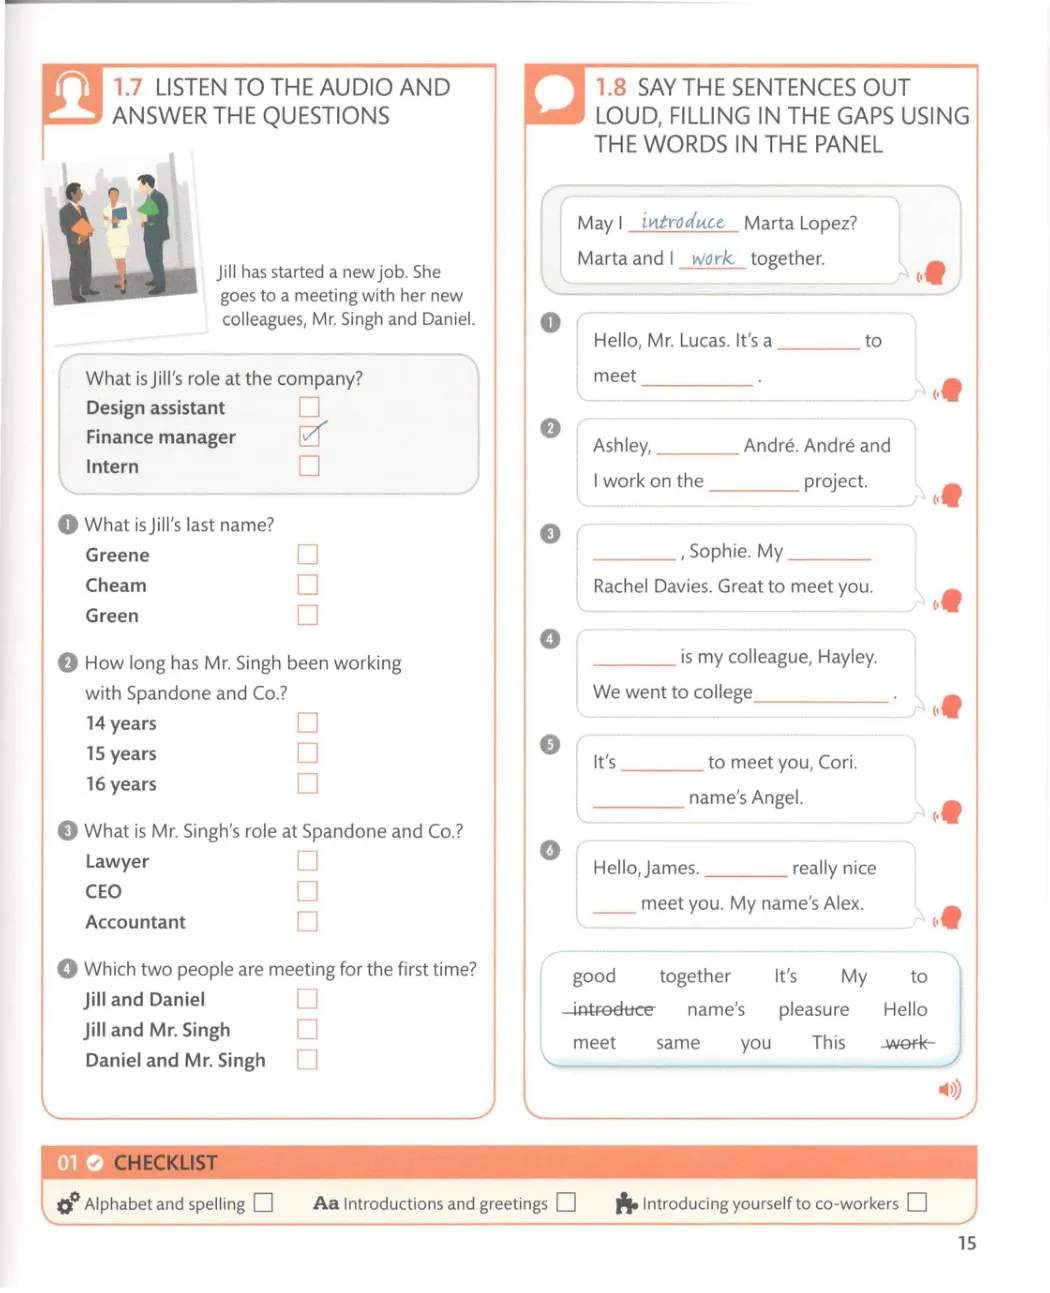 1.7 LISTEN TO THE AUDIO AND
ANSWER THE QUESTIONS
Jill has started a new job. She
goes to a meeting with her new
colleagues, Mr. Singh and Daniel.
What is Jill's role at the company?
Design assistant
Finance manager
Intern
1 What is Jill's last name?
Greene
Cheam
Green
2 How long has Mr. Singh been working
with Spandone and Co.?
14 years
15 years
16 years
3 What is Mr. Singh's role at Spandone and Co.?
Lawyer
CEO
Accountant
4 Which two people are meeting for the first time?
Jill and Daniel
Jill and Mr. Singh
Daniel and Mr. Singh
1.8 SAY THE SENTENCES OUT
LOUD, FILLING IN THE GAPS USING
THE WORDS IN THE PANEL
May I introduce Marta Lopez?
Marta and I work together.
1 Hello, Mr. Lucas. It's a ________ to
meet ________ .
2 Ashley, ________ André. André and
I work on the ________ project.
3 ________ , Sophie. My ________
Rachel Davies. Great to meet you.
4 ________ is my colleague, Hayley.
We went to college ________ .
5 It's ________ to meet you, Cori.
________ name's Angel.
6 Hello, James. ________ really nice
____ meet you. My name's Alex.
good together It's My to
introduce name's pleasure Hello
meet same you This work
01 CHECKLIST
Alphabet and spelling Aa Introductions and greetings Introducing yourself to co-workers
15